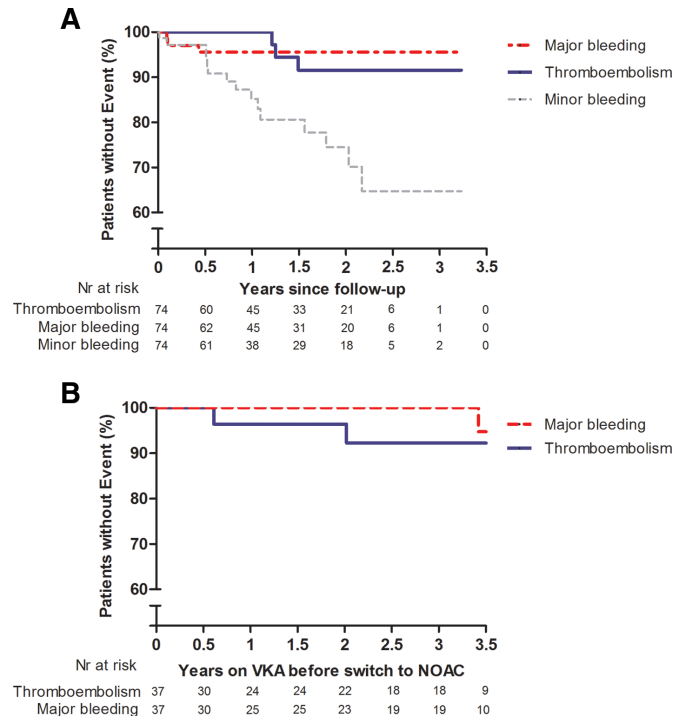 A
Patients without Event (%)
100
90
80
70
60
Major bleeding
Thromboembolism
Minor bleeding
0 0.5 1 1.5 2 2.5 3 3.5
Nr at risk Years since follow-up
Thromboembolism 74 60 45 33 21 6 1 0
Major bleeding 74 62 45 31 20 6 1 0
Minor bleeding 74 61 38 29 18 5 2 0
B
Patients without Event (%)
100
90
80
70
60
Major bleeding
Thromboembolism
0 0.5 1 1.5 2 2.5 3 3.5
Nr at risk Years on VKA before switch to NOAC
Thromboembolism 37 30 24 24 22 18 18 9
Major bleeding 37 30 25 25 23 19 19 10